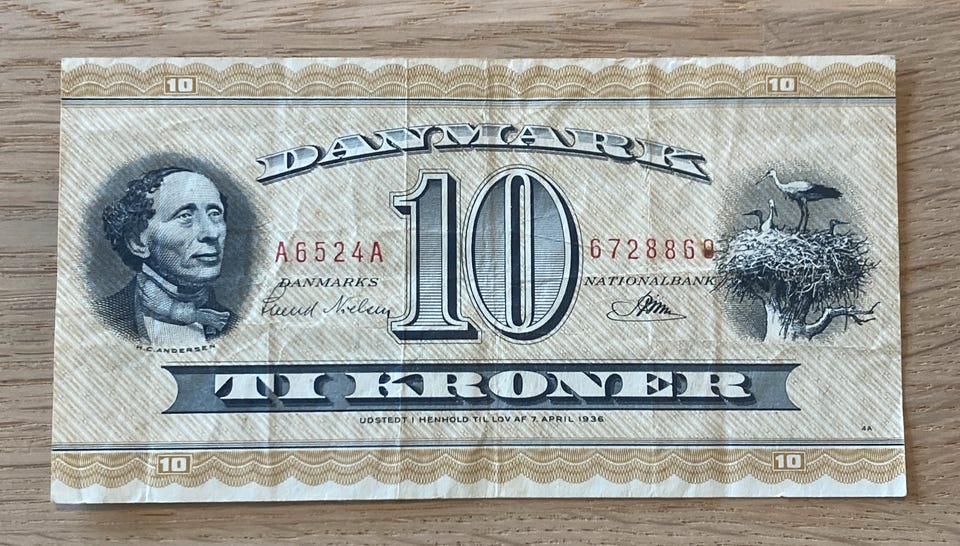 10 10
DANMARK
10
A6524A 6728860
DANMARKS NATIONALBANK
H.C. ANDERSEN
TI KRONER
UDSTEDT I HENHOLD TIL LOV AF 7. APRIL 1936
4A
10 10